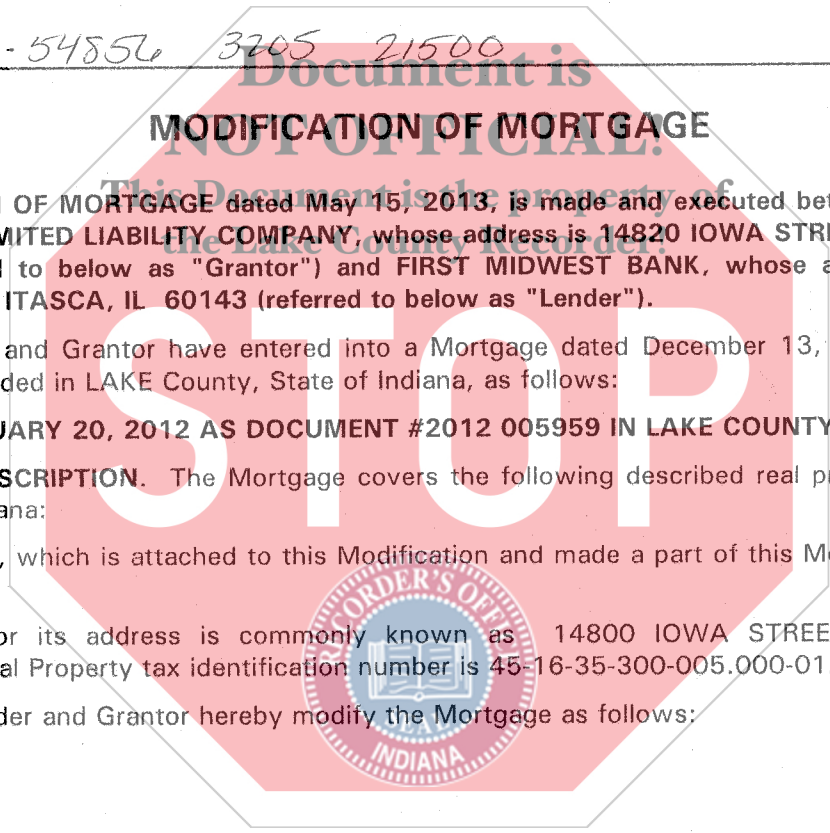 - 54856 3205 21500
Document is
MODIFICATION OF MORTGAGE
NOT OFFICIAL!
This Document is the property of
OF MORTGAGE dated May 15, 2013, is made and executed bet
MITED LIABILITY COMPANY, whose address is 14820 IOWA STRE
the Lake County Recorder!
to below as "Grantor") and FIRST MIDWEST BANK, whose a
ITASCA, IL 60143 (referred to below as "Lender").
STOP
and Grantor have entered into a Mortgage dated December 13,
ded in LAKE County, State of Indiana, as follows:
UARY 20, 2012 AS DOCUMENT #2012 005959 IN LAKE COUNTY
SCRIPTION. The Mortgage covers the following described real pr
ana:
, which is attached to this Modification and made a part of this Mo
or its address is commonly known as 14800 IOWA STREE
al Property tax identification number is 45-16-35-300-005.000-01
der and Grantor hereby modify the Mortgage as follows:
RECORDER'S OFFICE
SEAL
INDIANA